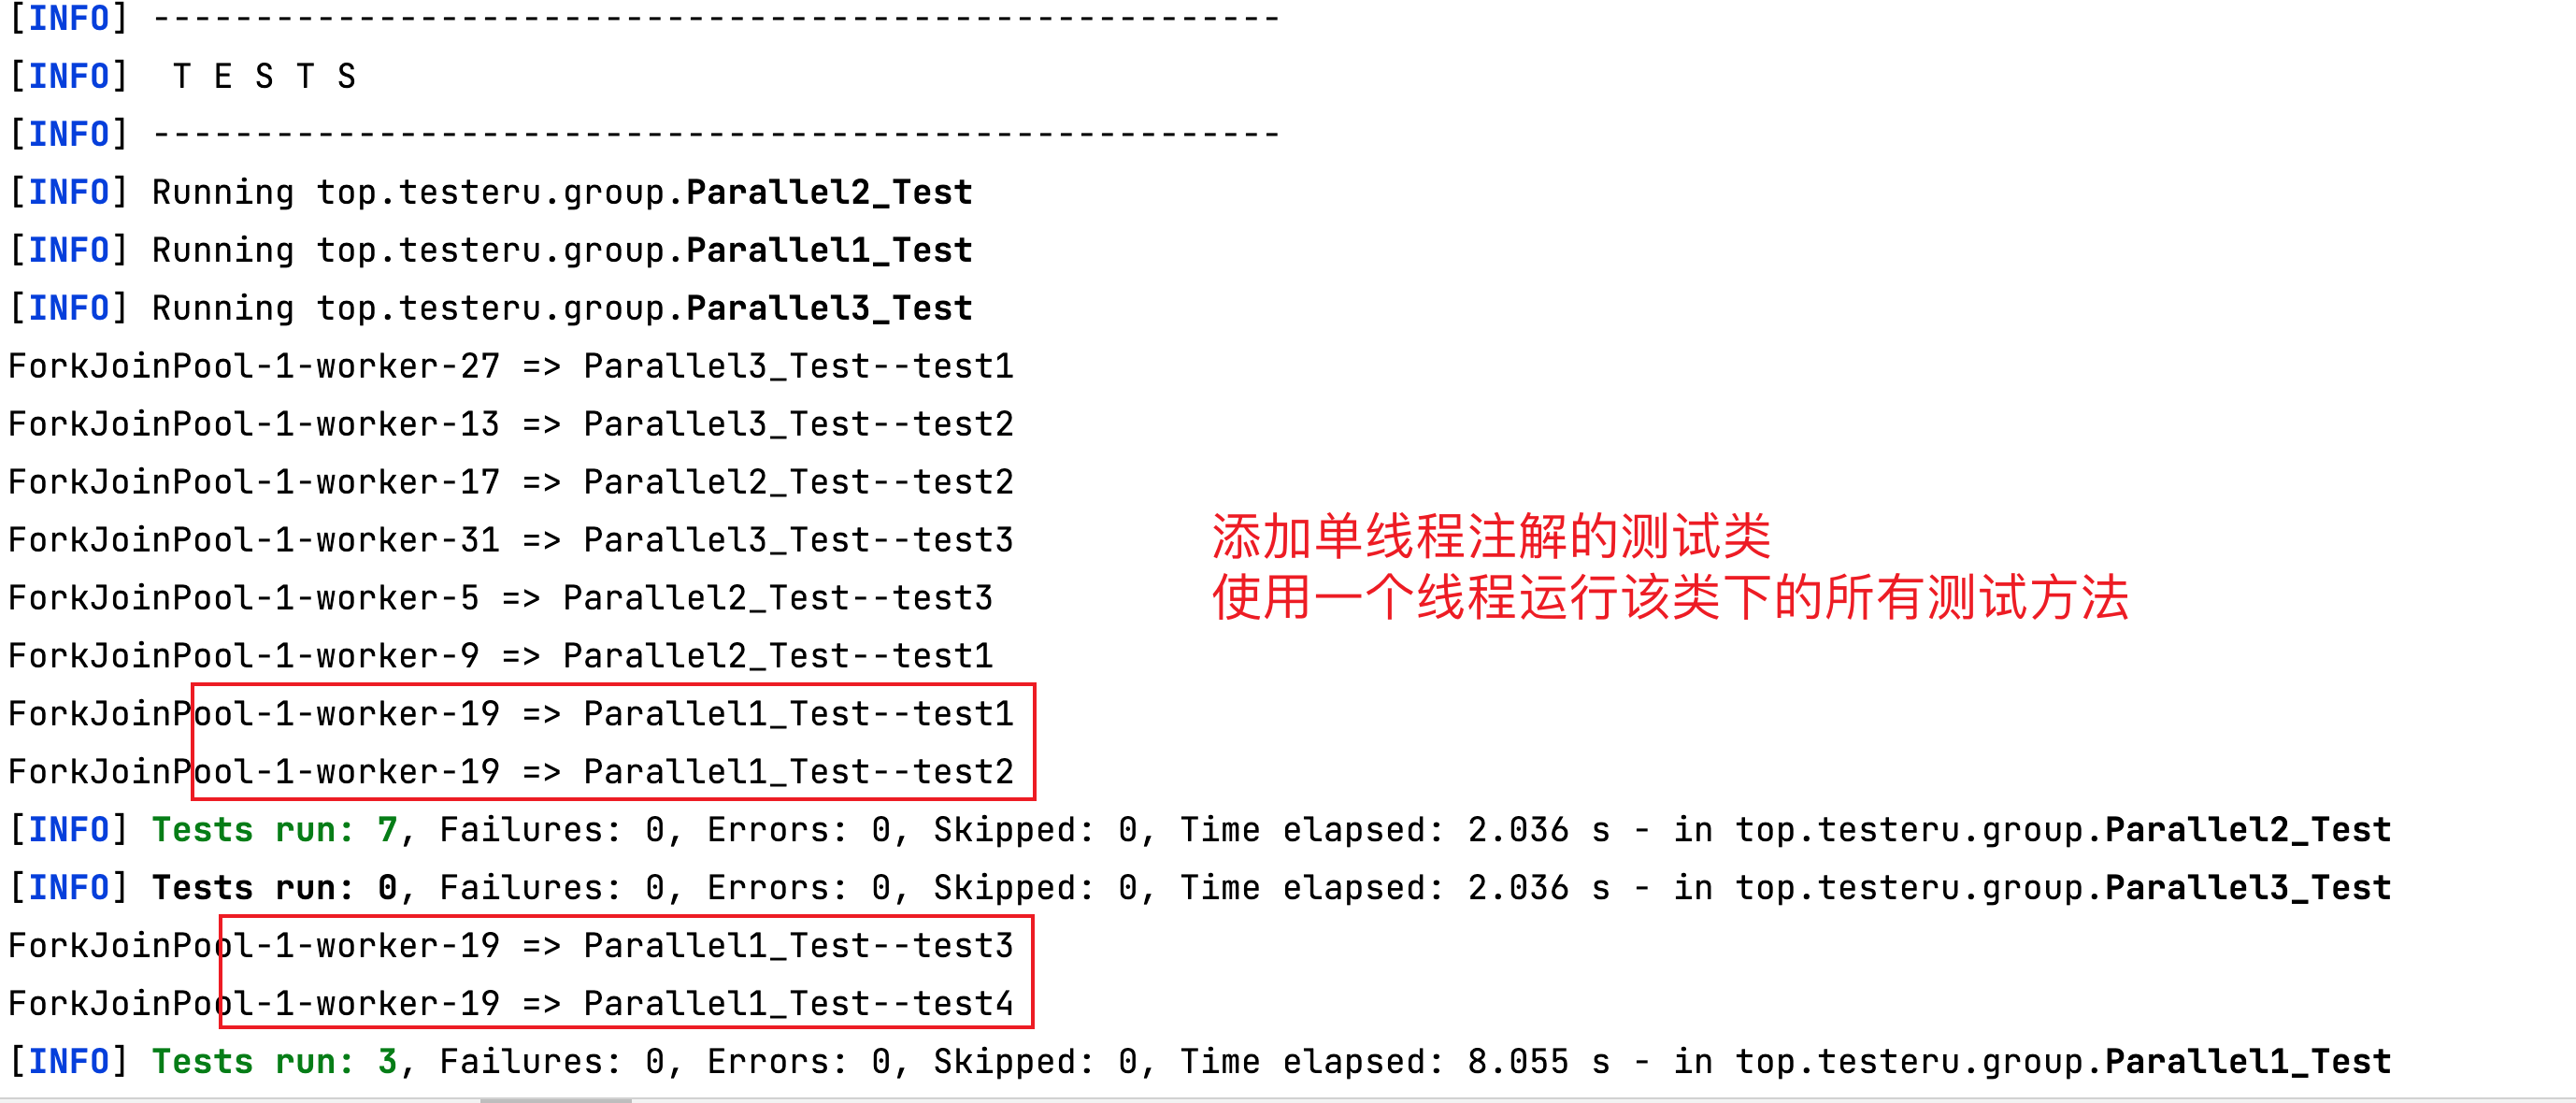 [INFO] -------------------------------------------------------
[INFO]  T E S T S
[INFO] -------------------------------------------------------
[INFO] Running top.testeru.group.Parallel2_Test
[INFO] Running top.testeru.group.Parallel1_Test
[INFO] Running top.testeru.group.Parallel3_Test
ForkJoinPool-1-worker-27 => Parallel3_Test--test1
ForkJoinPool-1-worker-13 => Parallel3_Test--test2
ForkJoinPool-1-worker-17 => Parallel2_Test--test2
ForkJoinPool-1-worker-31 => Parallel3_Test--test3
添加单线程注解的测试类
ForkJoinPool-1-worker-5 => Parallel2_Test--test3
使用一个线程运行该类下的所有测试方法
ForkJoinPool-1-worker-9 => Parallel2_Test--test1
ForkJoinPool-1-worker-19 => Parallel1_Test--test1
ForkJoinPool-1-worker-19 => Parallel1_Test--test2
[INFO] Tests run: 7, Failures: 0, Errors: 0, Skipped: 0, Time elapsed: 2.036 s - in top.testeru.group.Parallel2_Test
[INFO] Tests run: 0, Failures: 0, Errors: 0, Skipped: 0, Time elapsed: 2.036 s - in top.testeru.group.Parallel3_Test
ForkJoinPool-1-worker-19 => Parallel1_Test--test3
ForkJoinPool-1-worker-19 => Parallel1_Test--test4
[INFO] Tests run: 3, Failures: 0, Errors: 0, Skipped: 0, Time elapsed: 8.055 s - in top.testeru.group.Parallel1_Test